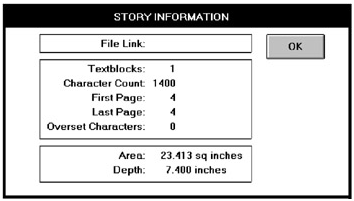 STORY INFORMATION
File Link:
OK
Textblocks: 1
Character Count: 1400
First Page: 4
Last Page: 4
Overset Characters: 0
Area: 23.413 sq inches
Depth: 7.400 inches